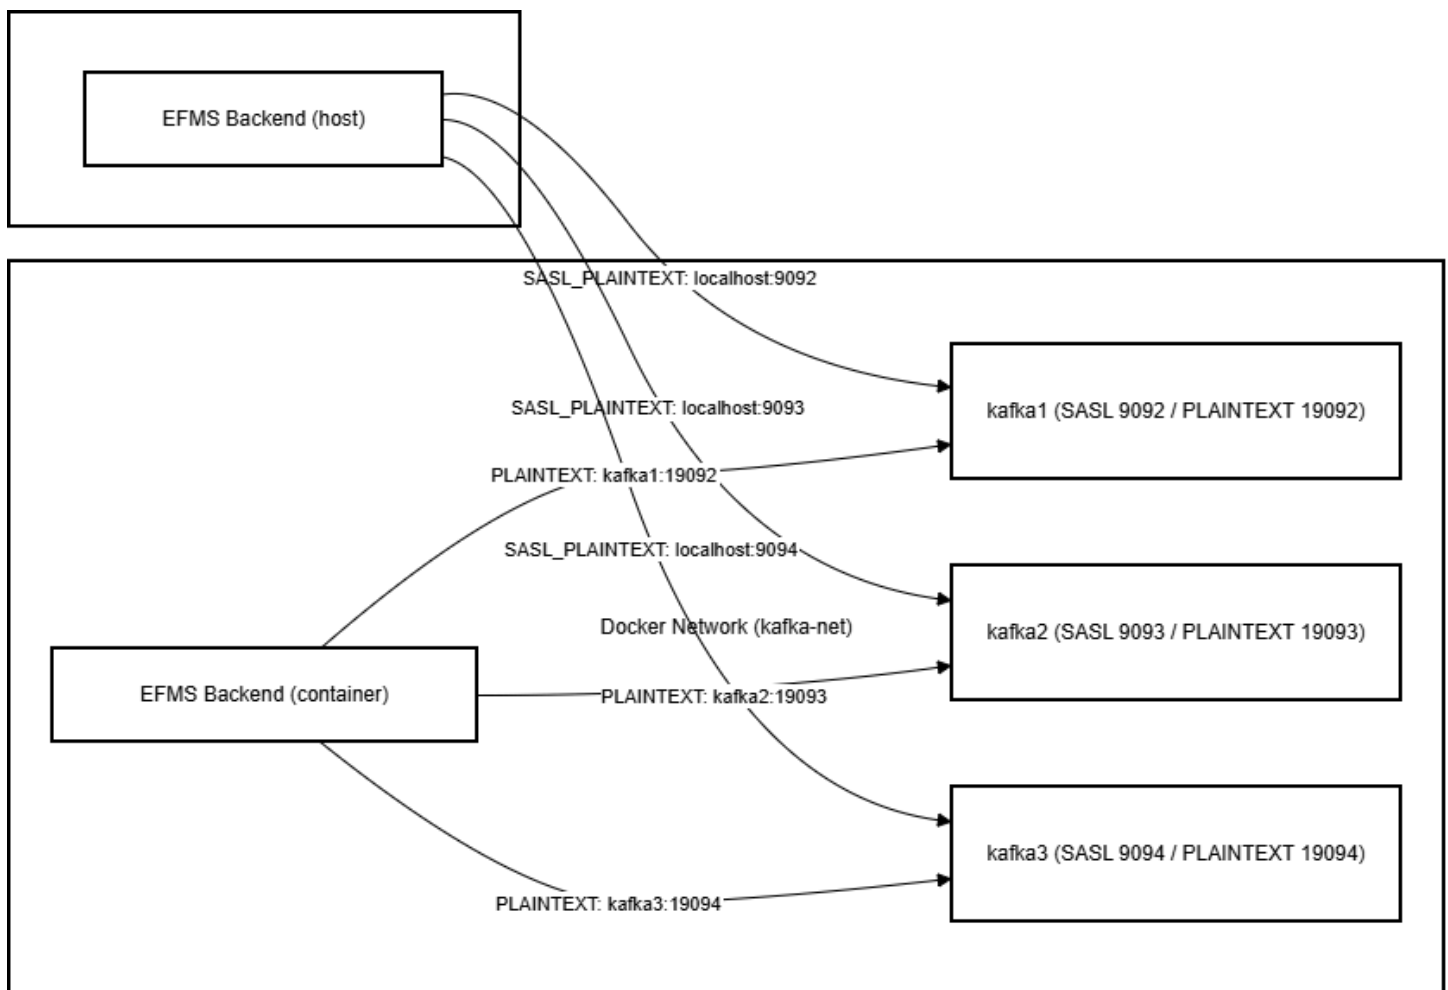 EFMS Backend (host)
SASL_PLAINTEXT: localhost:9092
kafka1 (SASL 9092 / PLAINTEXT 19092)
SASL_PLAINTEXT: localhost:9093
PLAINTEXT: kafka1:19092
SASL_PLAINTEXT: localhost:9094
Docker Network (kafka-net)
kafka2 (SASL 9093 / PLAINTEXT 19093)
EFMS Backend (container)
PLAINTEXT: kafka2:19093
kafka3 (SASL 9094 / PLAINTEXT 19094)
PLAINTEXT: kafka3:19094